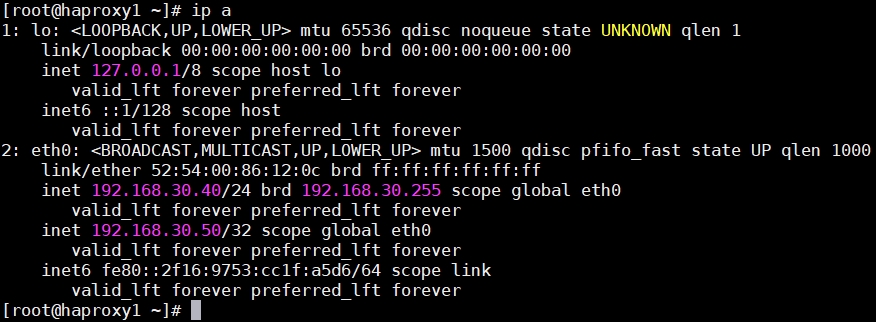 [root@haproxy1 ~]# ip a
1: lo: <LOOPBACK,UP,LOWER_UP> mtu 65536 qdisc noqueue state UNKNOWN qlen 1
    link/loopback 00:00:00:00:00:00 brd 00:00:00:00:00:00
    inet 127.0.0.1/8 scope host lo
       valid_lft forever preferred_lft forever
    inet6 ::1/128 scope host
       valid_lft forever preferred_lft forever
2: eth0: <BROADCAST,MULTICAST,UP,LOWER_UP> mtu 1500 qdisc pfifo_fast state UP qlen 1000
    link/ether 52:54:00:86:12:0c brd ff:ff:ff:ff:ff:ff
    inet 192.168.30.40/24 brd 192.168.30.255 scope global eth0
       valid_lft forever preferred_lft forever
    inet 192.168.30.50/32 scope global eth0
       valid_lft forever preferred_lft forever
    inet6 fe80::2f16:9753:cc1f:a5d6/64 scope link
       valid_lft forever preferred_lft forever
[root@haproxy1 ~]#